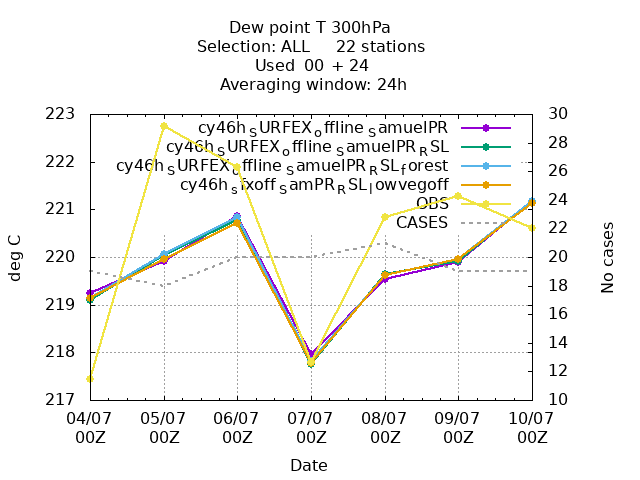 Dew point T 300hPa
Selection: ALL 22 stations
Used 00 + 24
Averaging window: 24h
223
222
221
220
219
218
217
deg C
30
28
26
24
22
20
18
16
14
12
10
No cases
cy46h_SURFEX_offline_SamuelPR
cy46h_SURFEX_offline_SamuelPR_RSL
cy46h_SURFEX_offline_SamuelPR_RSL_forest
cy46h_sfxoff_SamPR_RSL_lowvegoff
OBS
CASES
04/07 05/07 06/07 07/07 08/07 09/07 10/07
00Z 00Z 00Z 00Z 00Z 00Z 00Z
Date